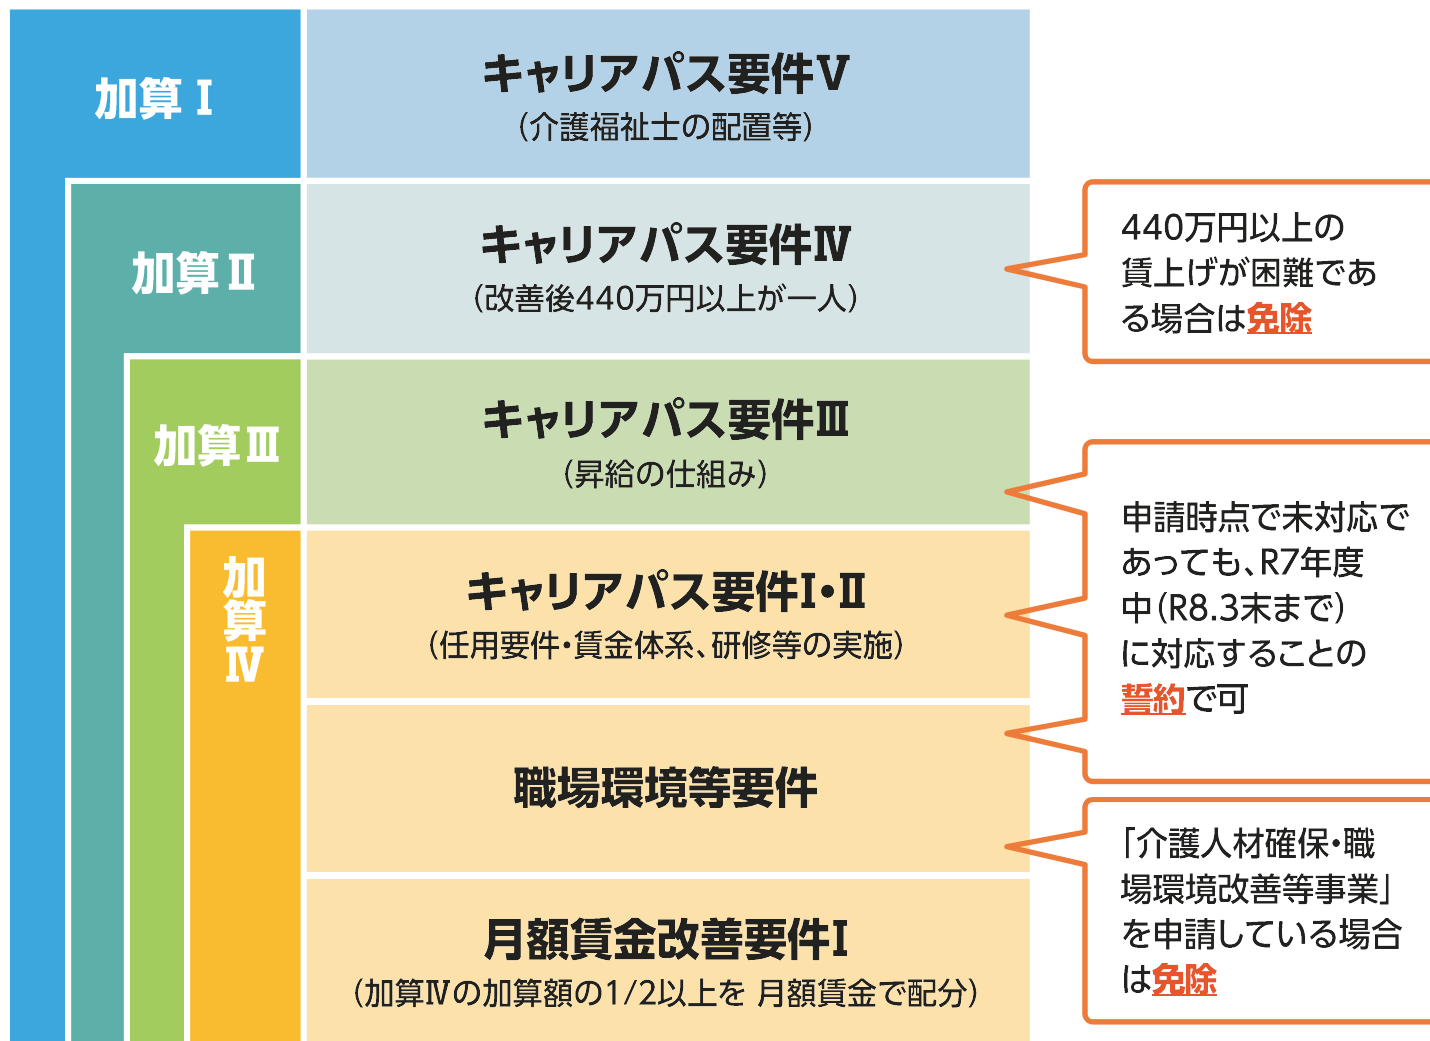 加算Ⅰ
キャリアパス要件Ⅴ
(介護福祉士の配置等)
加算Ⅱ
キャリアパス要件Ⅳ
(改善後440万円以上が一人)
440万円以上の
賃上げが困難であ
る場合は免除
加算Ⅲ
キャリアパス要件Ⅲ
(昇給の仕組み)
加算Ⅳ
キャリアパス要件Ⅰ・Ⅱ
(任用要件・賃金体系、研修等の実施)
申請時点で未対応で
あっても、R7年度
中(R8.3末まで)
に対応することの
誓約で可
職場環境等要件
「介護人材確保・職
場環境改善等事業」
を申請している場合
は免除
月額賃金改善要件Ⅰ
(加算Ⅳの加算額の1/2以上を 月額賃金で配分)